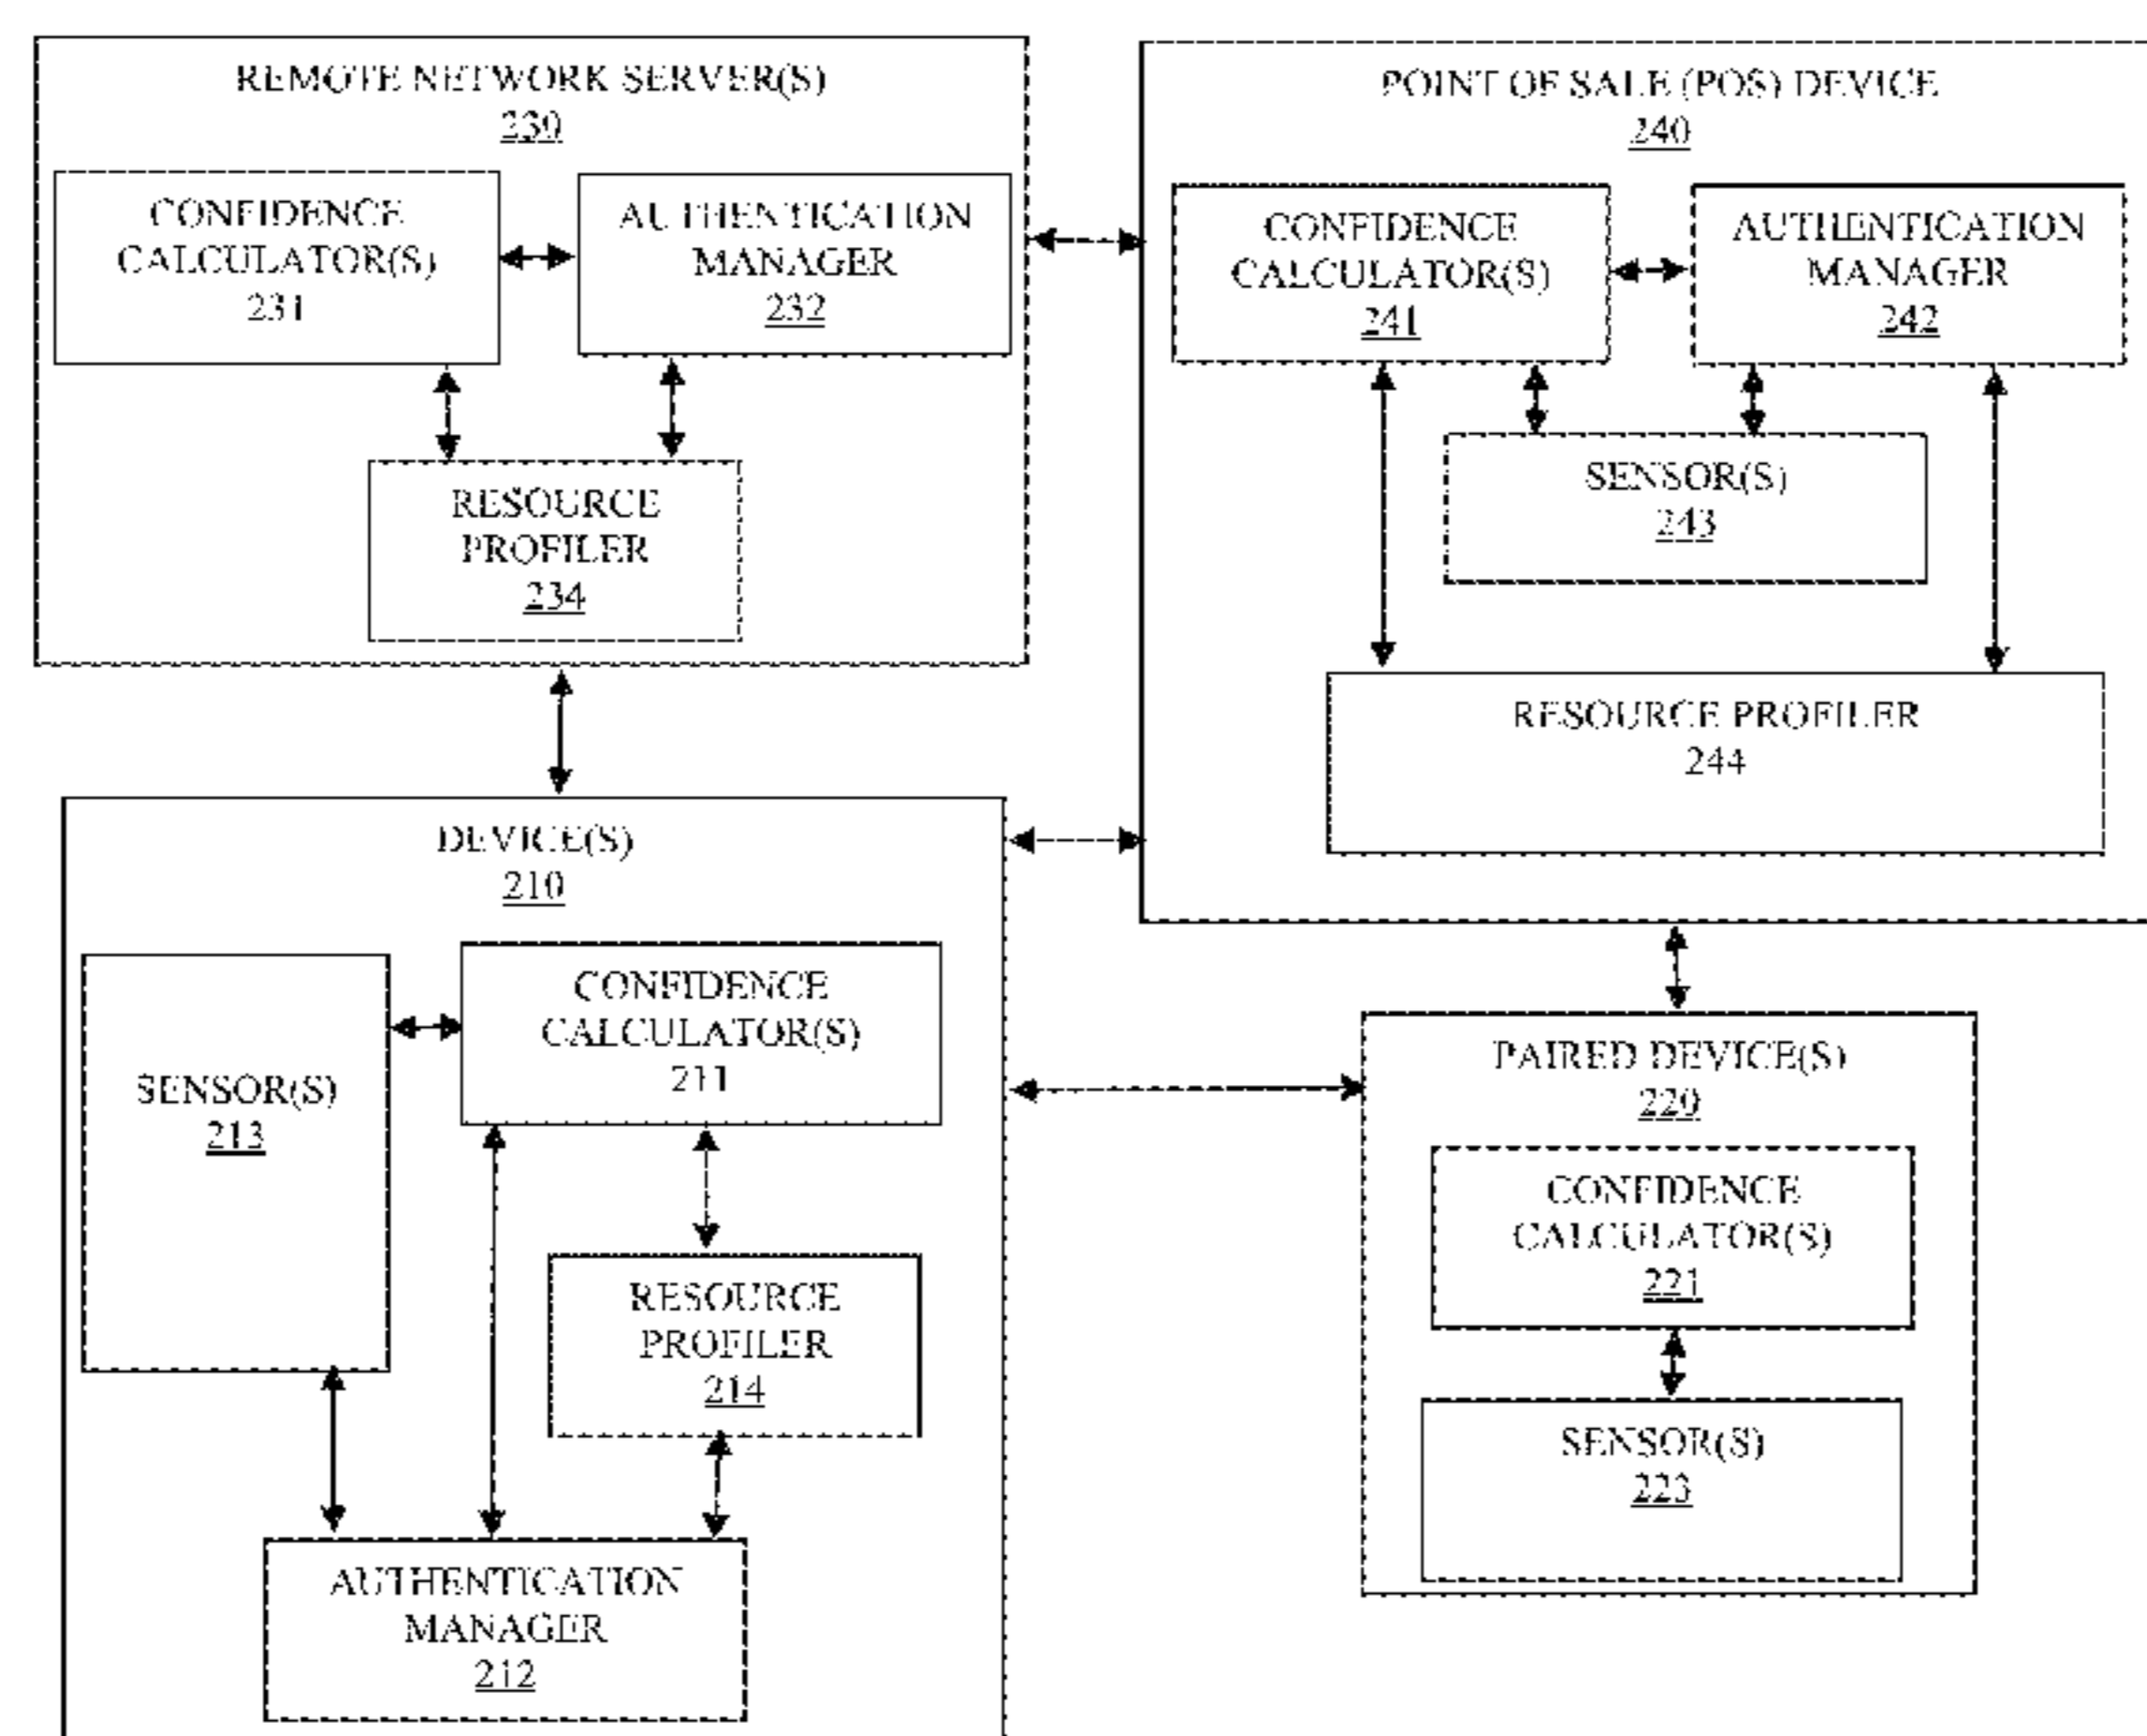 REMOTE NETWORK SERVER(S)
230
CONFIDENCE
CALCULATOR(S)
231
AUTHENTICATION
MANAGER
232
RESOURCE
PROFILER
234
POINT OF SALE (POS) DEVICE
240
CONFIDENCE
CALCULATOR(S)
241
AUTHENTICATION
MANAGER
242
SENSOR(S)
243
RESOURCE PROFILER
244
DEVICE(S)
210
SENSOR(S)
213
CONFIDENCE
CALCULATOR(S)
211
RESOURCE
PROFILER
214
AUTHENTICATION
MANAGER
212
PAIRED DEVICE(S)
220
CONFIDENCE
CALCULATOR(S)
221
SENSOR(S)
223